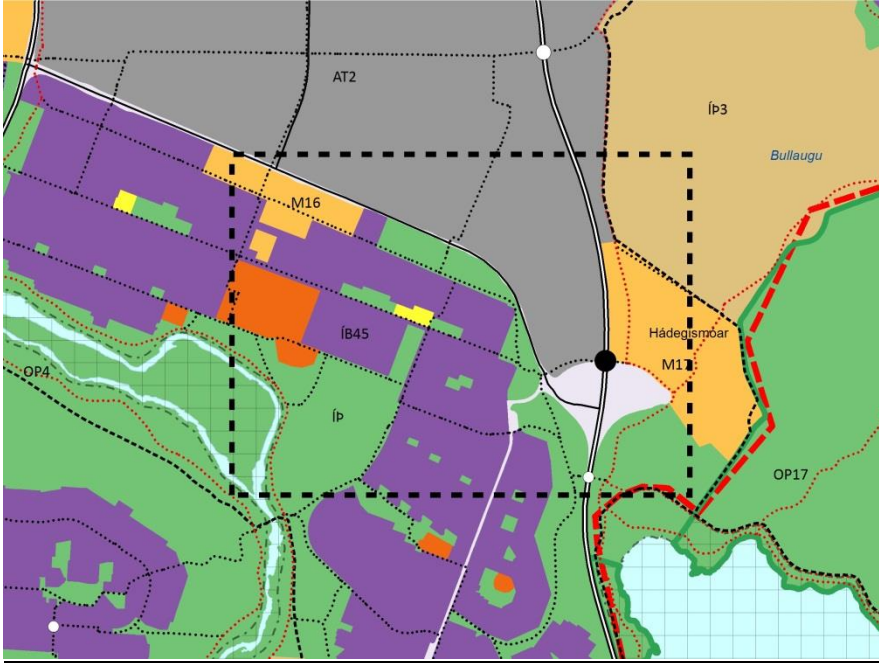 AT2
ÍÞ3
Bullaugu
M16
Hádegismóar
ÍB45
M17
OP4
ÍÞ
OP17